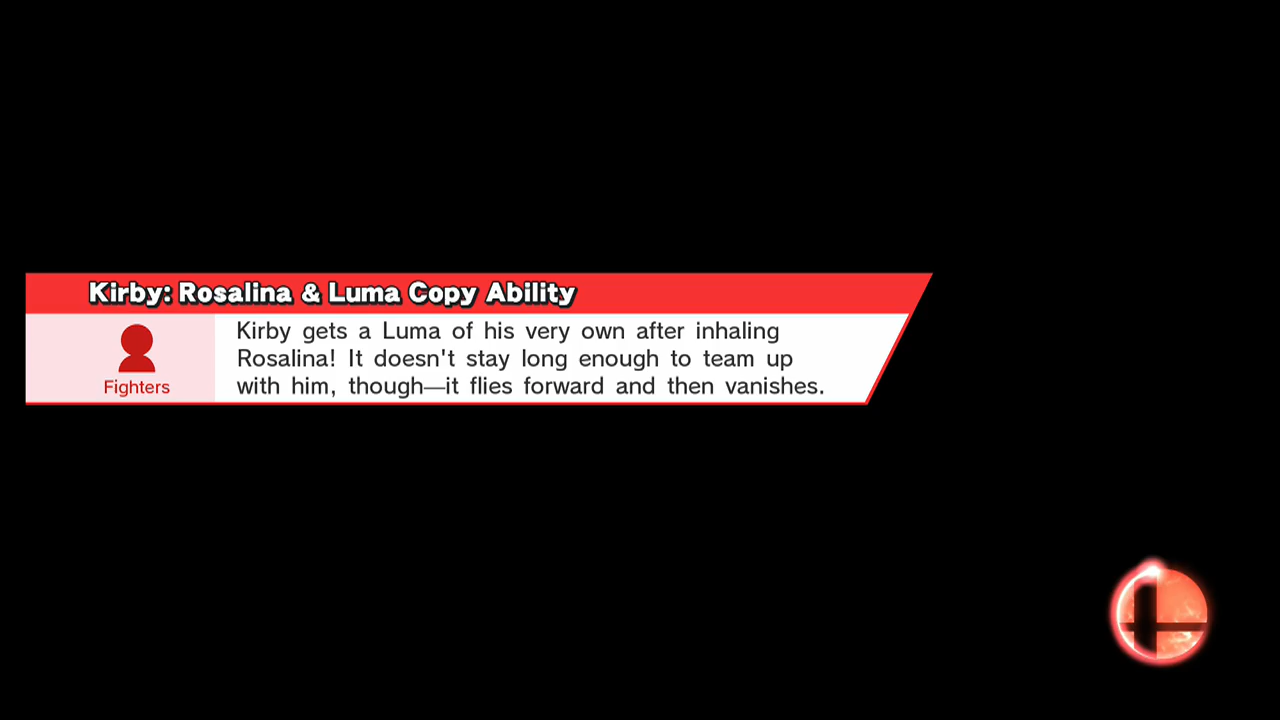 Kirby: Rosalina & Luma Copy Ability
Fighters
Kirby gets a Luma of his very own after inhaling
Rosalina! It doesn't stay long enough to team up
with him, though—it flies forward and then vanishes.